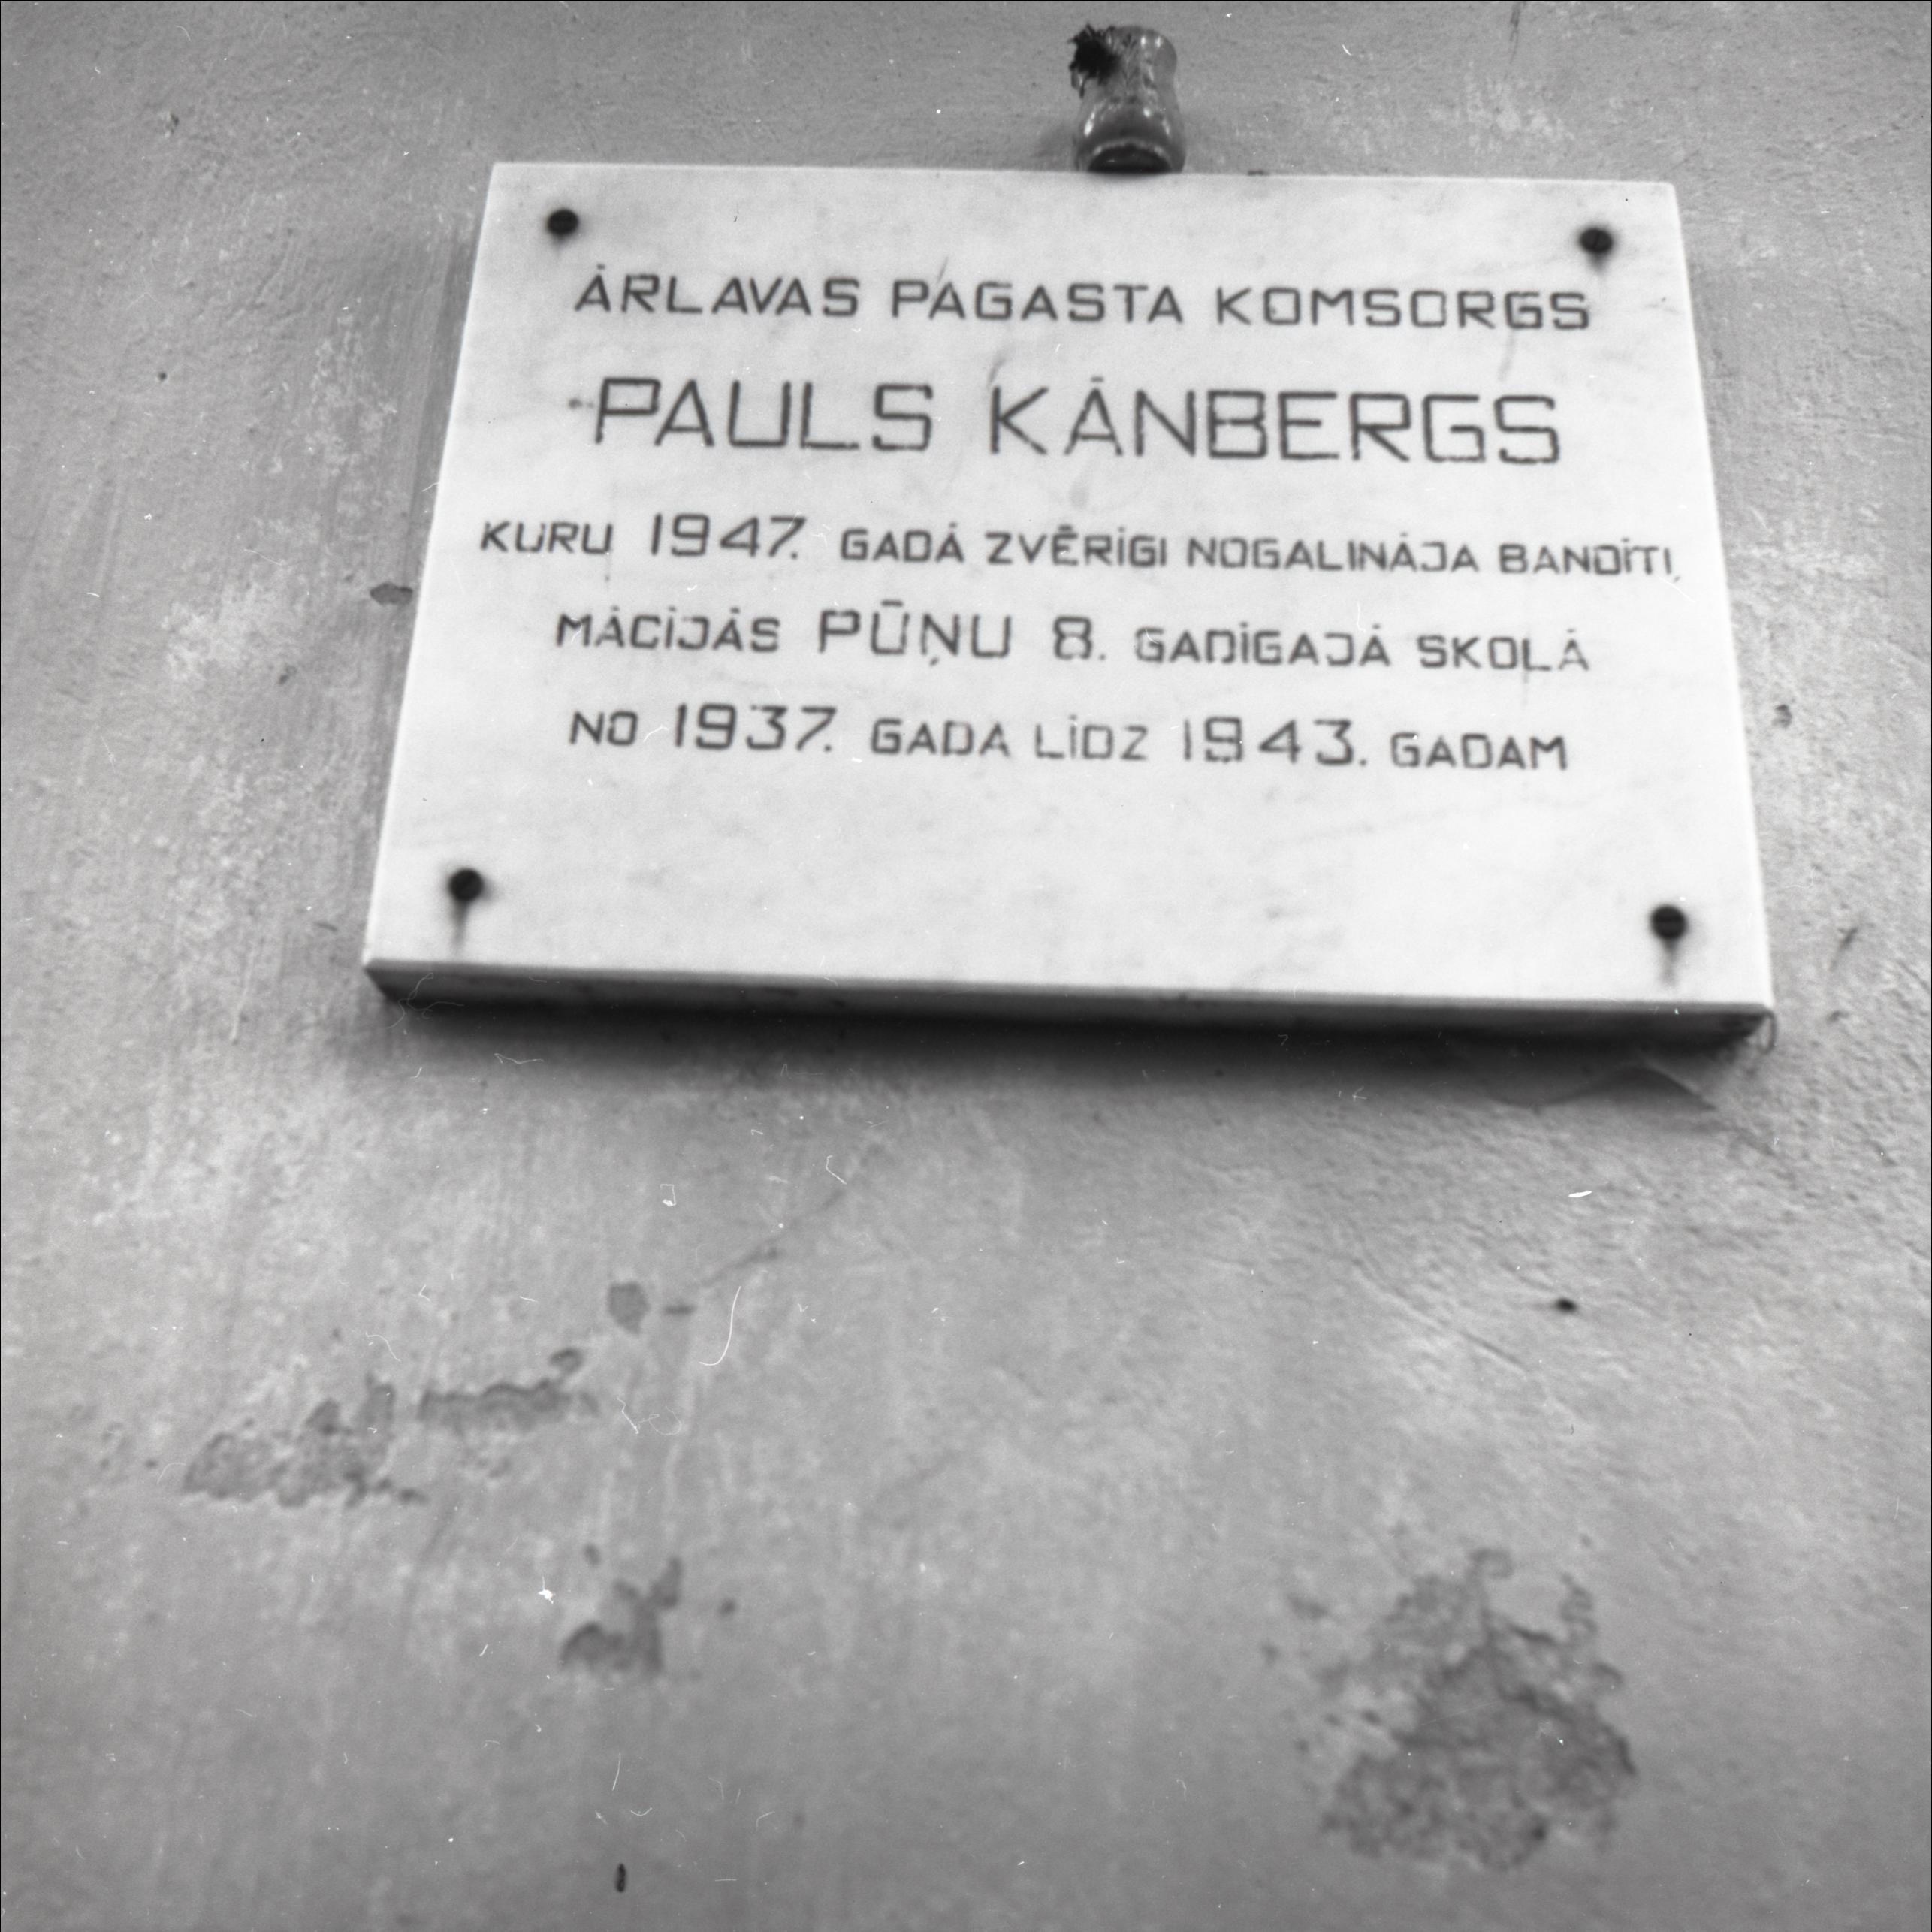 ĀRLAVAS PAGASTA KOMSORGS
PAULS KĀNBERGS
KURU 1947. GADĀ ZVĒRĪGI NOGALINĀJA BANDĪTI,
MĀCĪJĀS PŪŅU 8. GADĪGAJĀ SKOLĀ
NO 1937. GADA LĪDZ 1943. GADAM